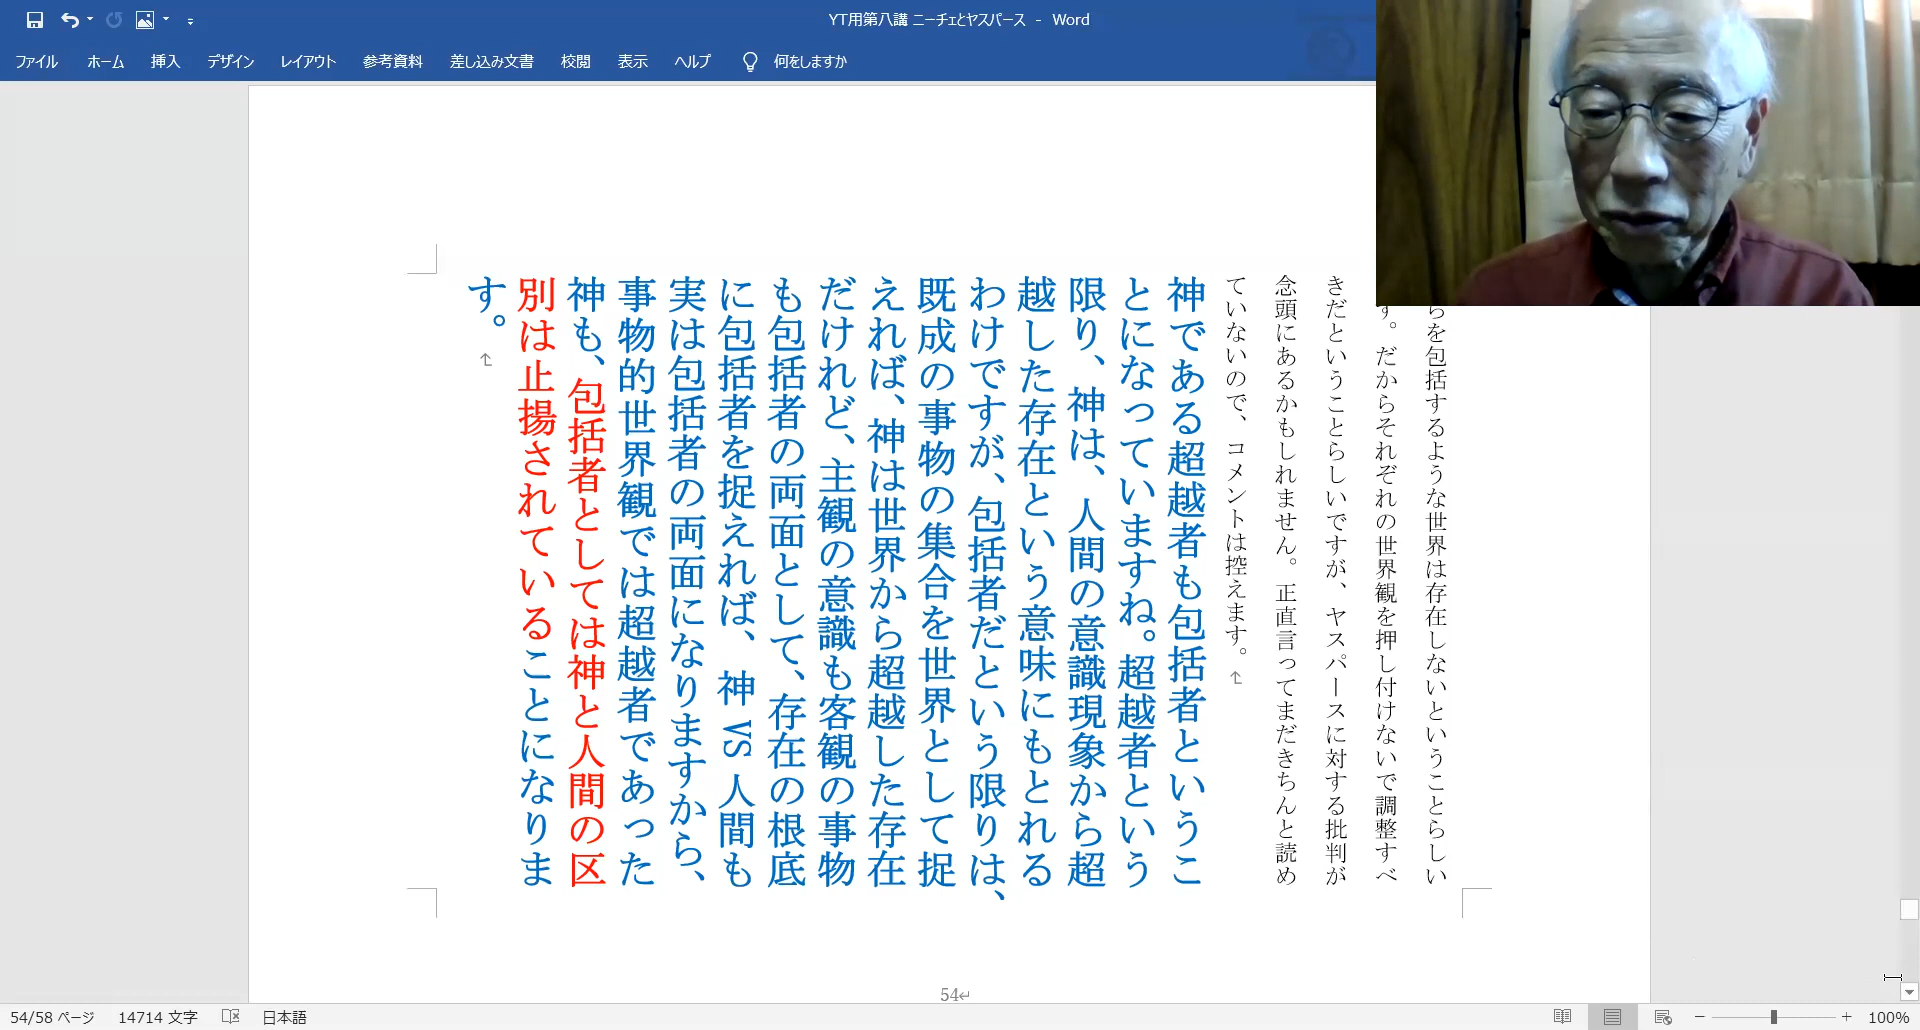 YT用第八講 ニーチェとヤスパース - Word
ファイル ホーム 挿入 デザイン レイアウト 参考資料 差し込み文書 校閲 表示 ヘルプ 何をしますか
らを包括するような世界は存在しないということらしい
す。だからそれぞれの世界観を押し付けないで調整すべ
きだということらしいですが、ヤスパースに対する批判が
念頭にあるかもしれません。正直言ってまだきちんと読め
ていないので、コメントは控えます。
神である超越者も包括者というこ
とになっていますね。超越者という
限り、神は、人間の意識現象から超
越した存在という意味にもとれる
わけですが、包括者だという限りは、
既成の事物の集合を世界として捉
えれば、神は世界から超越した存在
だけれど、主観の意識も客観の事物
も包括者の両面として、存在の根底
に包括者を捉えれば、神 VS 人間も
実は包括者の両面になりますから、
事物的世界観では超越者であった
神も、包括者としては神と人間の区
別は止揚されていることになりま
す。
54
54/58 ページ 14714 文字 日本語 100%